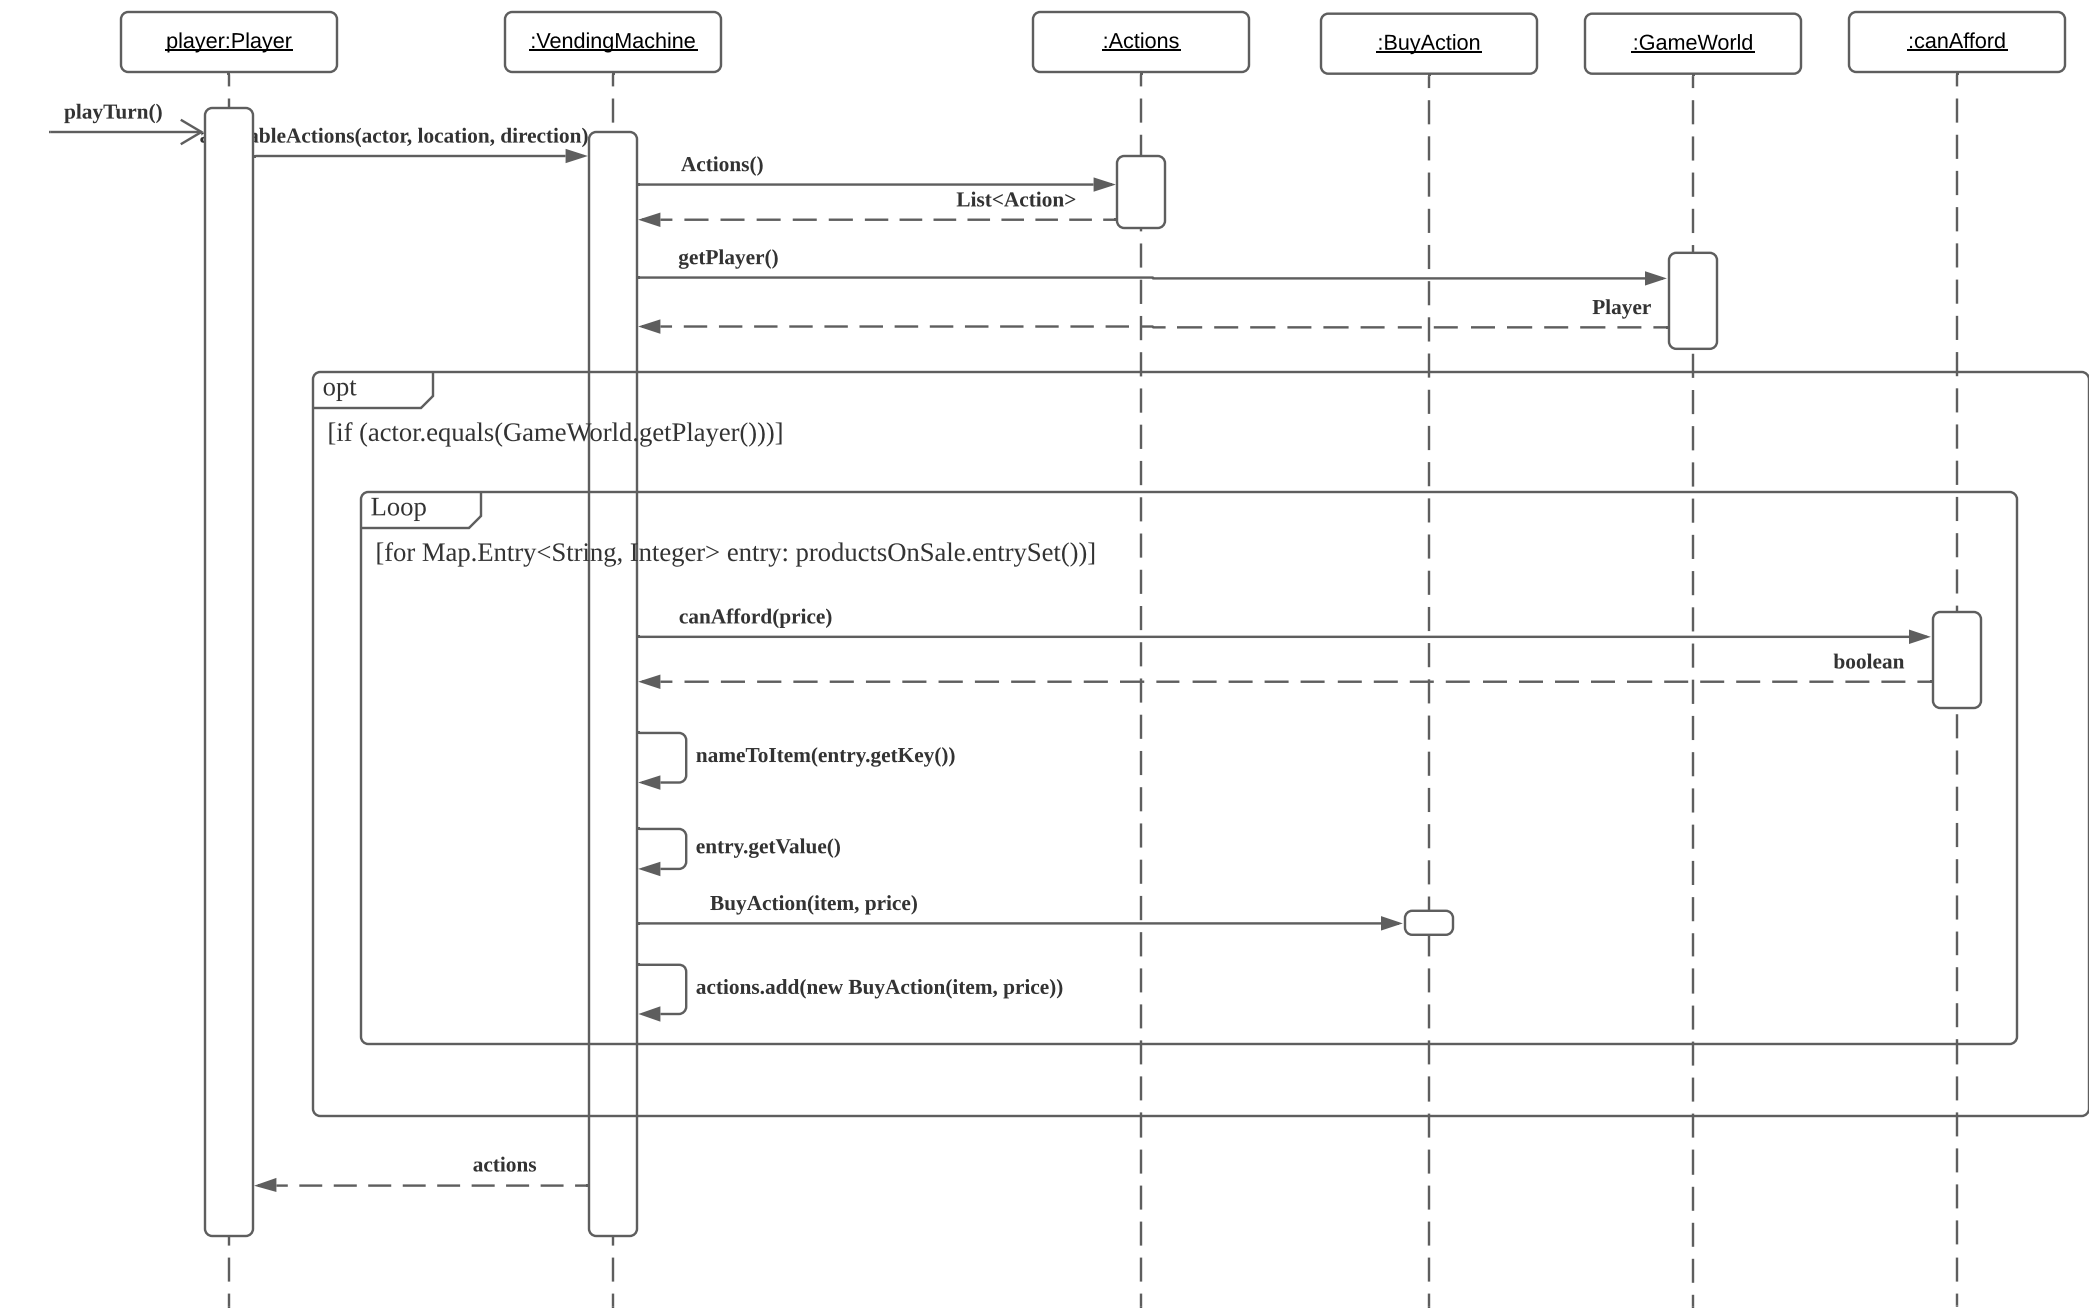 player:Player
:VendingMachine
:Actions
:BuyAction
:GameWorld
:canAfford
playTurn()
bleActions(actor, location, direction)
Actions()
List<Action>
getPlayer()
Player
opt
[if (actor.equals(GameWorld.getPlayer()))]
Loop
[for Map.Entry<String, Integer> entry: productsOnSale.entrySet())]
canAfford(price)
boolean
nameToItem(entry.getKey())
entry.getValue()
BuyAction(item, price)
actions.add(new BuyAction(item, price))
actions